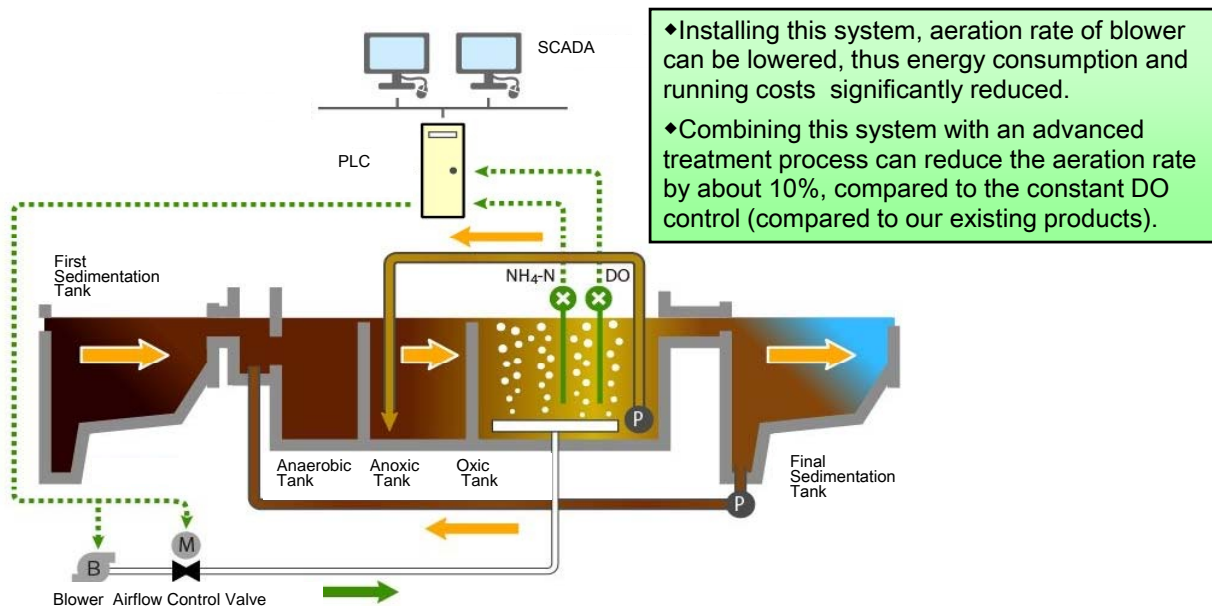 SCADA
◆Installing this system, aeration rate of blower
can be lowered, thus energy consumption and
running costs significantly reduced.
◆Combining this system with an advanced
treatment process can reduce the aeration rate
by about 10%, compared to the constant DO
control (compared to our existing products).
PLC
First
Sedimentation
Tank
NH₄-N
DO
P
Anaerobic
Tank
Anoxic
Tank
Oxic
Tank
Final
Sedimentation
Tank
P
M
B
Blower
Airflow Control Valve